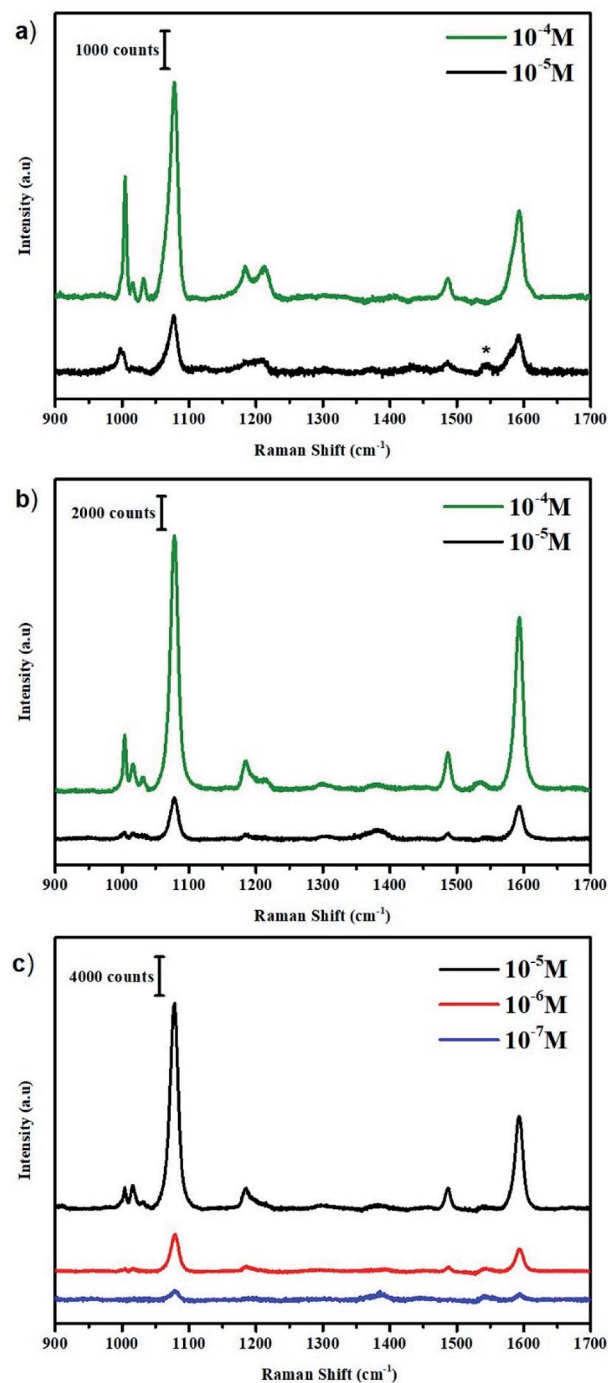 a)
1000 counts
10⁻⁴M
10⁻⁵M
Intensity (a.u)
*
900 1000 1100 1200 1300 1400 1500 1600 1700
Raman Shift (cm⁻¹)
b)
2000 counts
10⁻⁴M
10⁻⁵M
Intensity (a.u)
900 1000 1100 1200 1300 1400 1500 1600 1700
Raman Shift (cm⁻¹)
c)
4000 counts
10⁻⁵M
10⁻⁶M
10⁻⁷M
Intensity (a.u)
900 1000 1100 1200 1300 1400 1500 1600 1700
Raman Shift (cm⁻¹)